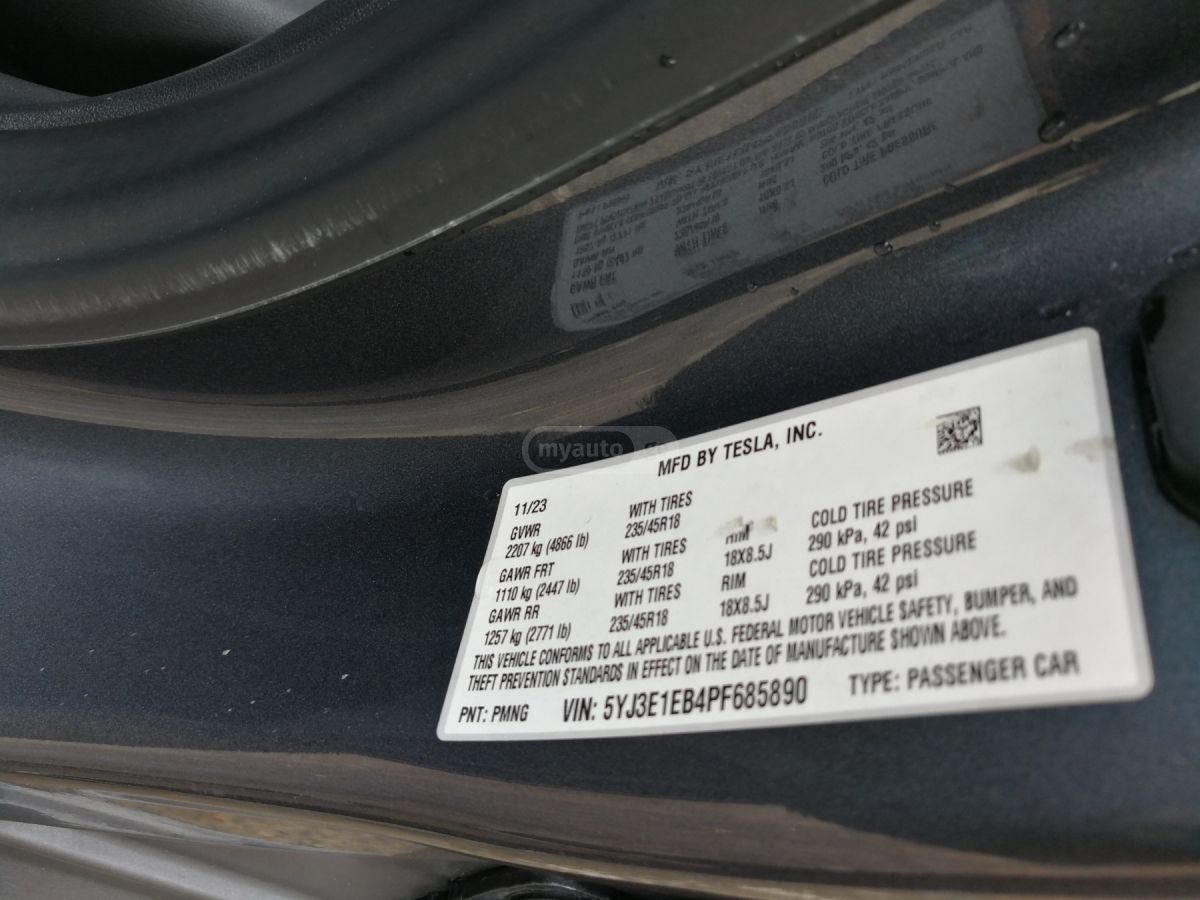 myauto
MFD BY TESLA, INC.
11/23
GVWR
2207 kg (4866 lb)
GAWR FRT
1110 kg (2447 lb)
GAWR RR
1257 kg (2771 lb)
WITH TIRES
235/45R18
WITH TIRES
235/45R18
WITH TIRES
235/45R18
RIM
18X8.5J
RIM
18X8.5J
COLD TIRE PRESSURE
290 kPa, 42 psi
COLD TIRE PRESSURE
290 kPa, 42 psi
THIS VEHICLE CONFORMS TO ALL APPLICABLE U.S. FEDERAL MOTOR VEHICLE SAFETY, BUMPER, AND
THEFT PREVENTION STANDARDS IN EFFECT ON THE DATE OF MANUFACTURE SHOWN ABOVE.
PNT: PMNG VIN: 5YJ3E1EB4PF685890 TYPE: PASSENGER CAR